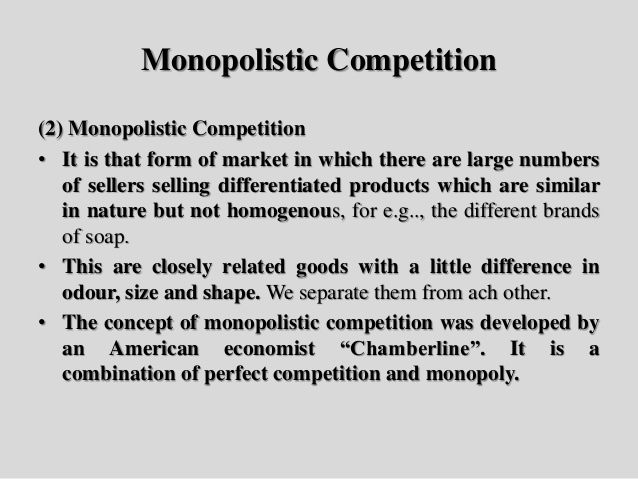 Monopolistic Competition
(2) Monopolistic Competition
• It is that form of market in which there are large numbers
of sellers selling differentiated products which are similar
in nature but not homogenous, for e.g.., the different brands
of soap.
• This are closely related goods with a little difference in
odour, size and shape. We separate them from ach other.
• The concept of monopolistic competition was developed by
an American economist “Chamberline”. It is a
combination of perfect competition and monopoly.